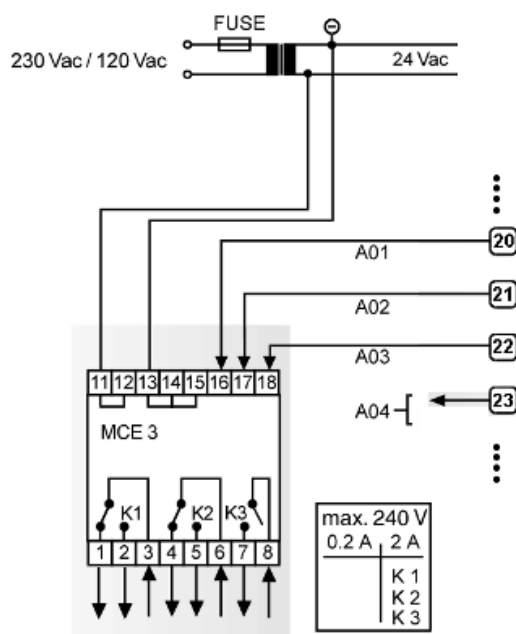 FUSE
230 Vac / 120 Vac
24 Vac
20
A01
21
A02
22
A03
23
A04
11 12 13 14 15 16 17 18
MCE 3
K1 K2 K3
1 2 3 4 5 6 7 8
max. 240 V
0.2 A 2 A
K 1
K 2
K 3